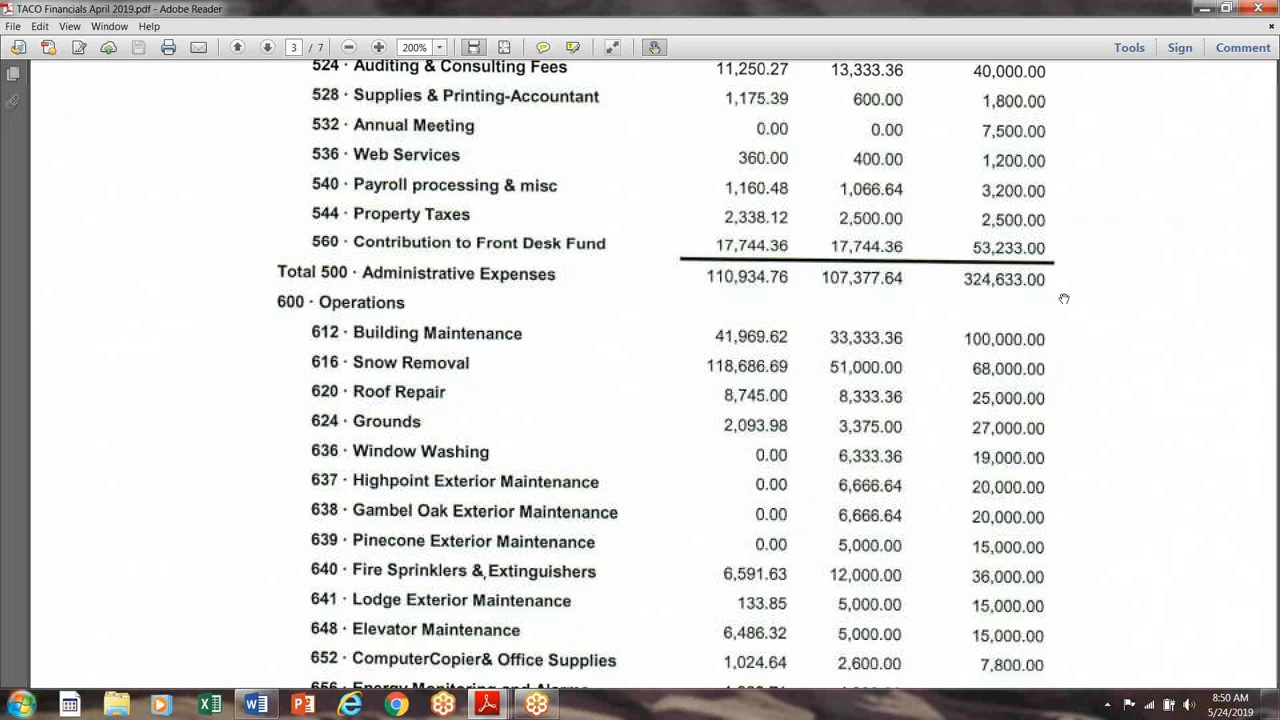 TACO Financials April 2019.pdf - Adobe Reader
File Edit View Window Help
3 / 7 200% Tools Sign Comment
524 · Auditing & Consulting Fees 11,250.27 13,333.36 40,000.00
528 · Supplies & Printing-Accountant 1,175.39 600.00 1,800.00
532 · Annual Meeting 0.00 0.00 7,500.00
536 · Web Services 360.00 400.00 1,200.00
540 · Payroll processing & misc 1,160.48 1,066.64 3,200.00
544 · Property Taxes 2,338.12 2,500.00 2,500.00
560 · Contribution to Front Desk Fund 17,744.36 17,744.36 53,233.00
Total 500 · Administrative Expenses 110,934.76 107,377.64 324,633.00
600 · Operations
612 · Building Maintenance 41,969.62 33,333.36 100,000.00
616 · Snow Removal 118,686.69 51,000.00 68,000.00
620 · Roof Repair 8,745.00 8,333.36 25,000.00
624 · Grounds 2,093.98 3,375.00 27,000.00
636 · Window Washing 0.00 6,333.36 19,000.00
637 · Highpoint Exterior Maintenance 0.00 6,666.64 20,000.00
638 · Gambel Oak Exterior Maintenance 0.00 6,666.64 20,000.00
639 · Pinecone Exterior Maintenance 0.00 5,000.00 15,000.00
640 · Fire Sprinklers & Extinguishers 6,591.63 12,000.00 36,000.00
641 · Lodge Exterior Maintenance 133.85 5,000.00 15,000.00
648 · Elevator Maintenance 6,486.32 5,000.00 15,000.00
652 · ComputerCopier& Office Supplies 1,024.64 2,600.00 7,800.00
656 · Energy Monitoring and Alarms
8:50 AM
5/24/2019